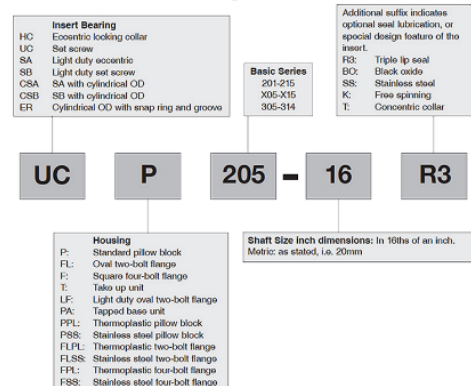 Insert Bearing
HC Eccentric locking collar
UC Set screw
SA Light duty eccentric
SB Light duty set screw
CSA SA with cylindrical OD
CSB SB with cylindrical OD
ER Cylindrical OD with snap ring and groove
Basic Series
201-215
X05-X15
305-314
Additional suffix indicates
optional seal lubrication, or
special design feature of the
insert.
R3: Triple lip seal
BO: Black oxide
SS: Stainless steel
K: Free spinning
T: Concentric collar
UC P 205 - 16 R3
Housing
P: Standard pillow block
FL: Oval two-bolt flange
F: Square four-bolt flange
T: Take up unit
LF: Light duty oval two-bolt flange
PA: Tapped base unit
PPL: Thermoplastic pillow block
PSS: Stainless steel pillow block
FLPL: Thermoplastic two-bolt flange
FLSS: Stainless steel two-bolt flange
FPL: Thermoplastic four-bolt flange
FSS: Stainless steel four-bolt flange
Shaft Size inch dimensions: In 16ths of an inch.
Metric: as stated, i.e. 20mm